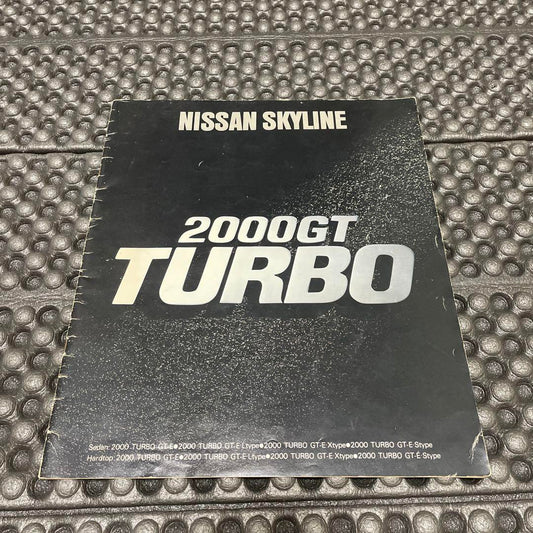 NISSAN SKYLINE
2000GT
TURBO
Sedan: 2000 TURBO GT-E●2000 TURBO GT-E Ltype●2000 TURBO GT-E Xtype●2000 TURBO GT-E Stype
Hardtop: 2000 TURBO GT-E●2000 TURBO GT-E Ltype●2000 TURBO GT-E Xtype●2000 TURBO GT-E Stype